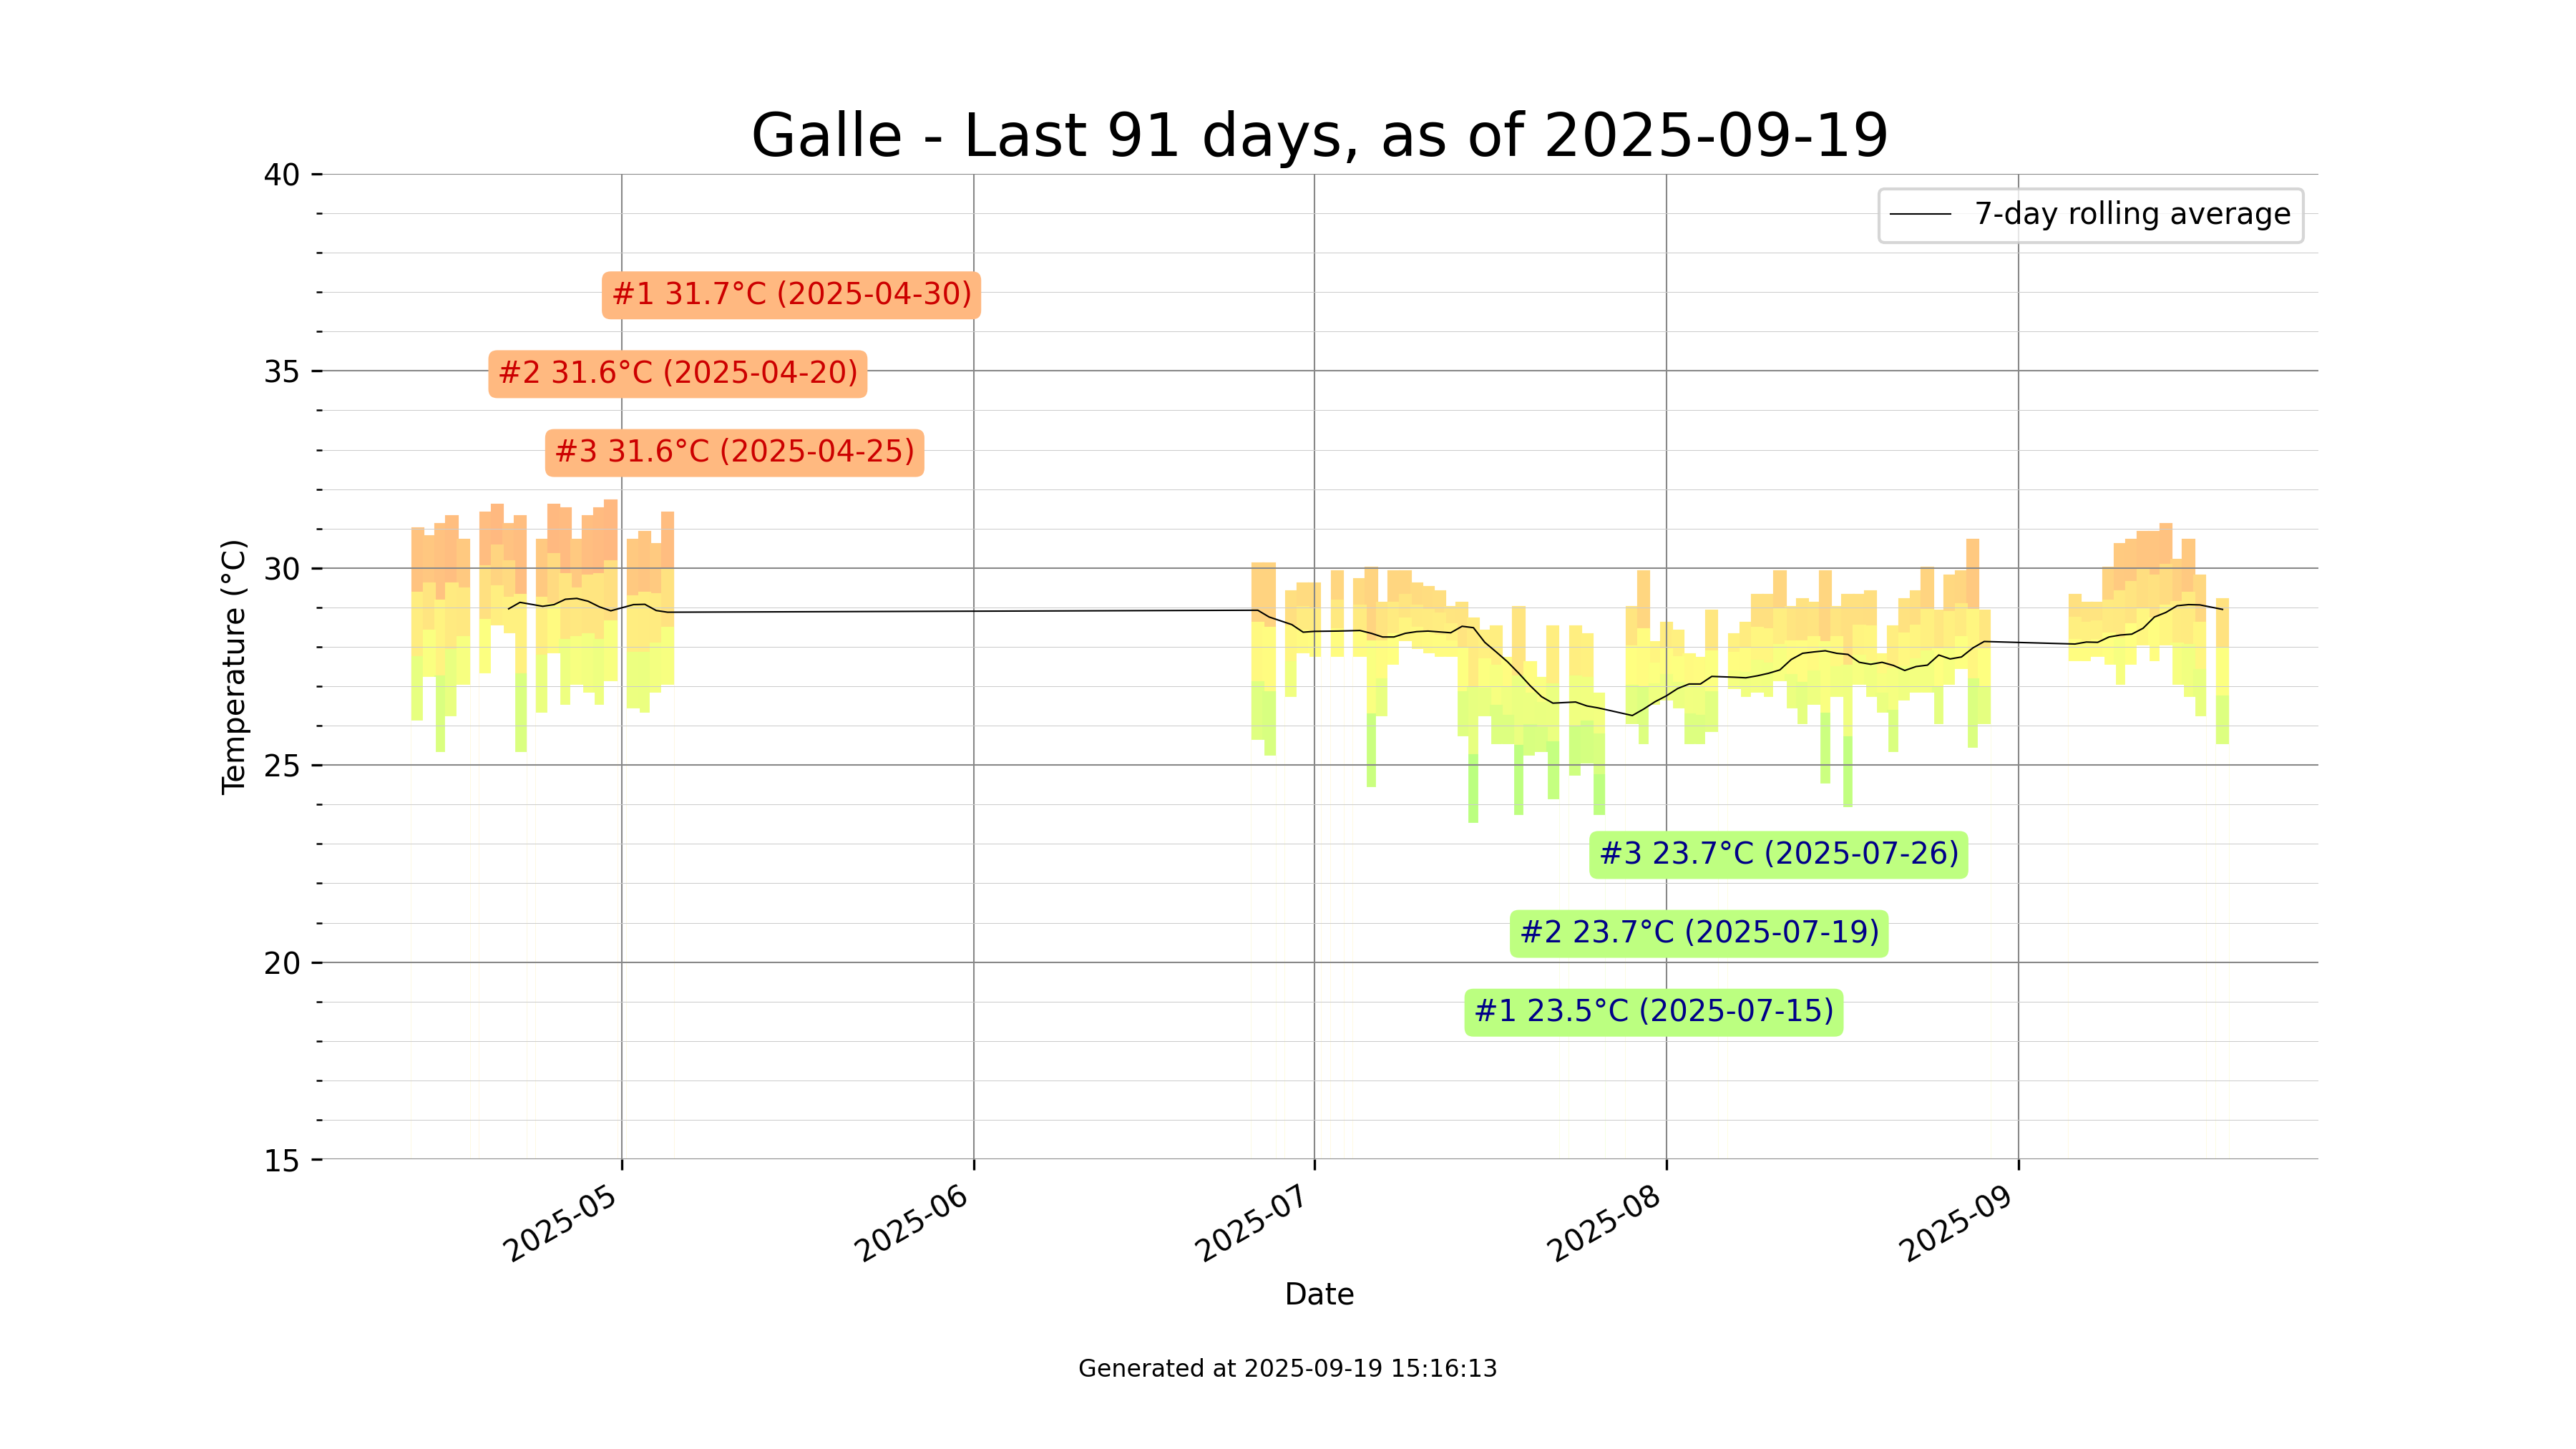 Galle - Last 91 days, as of 2025-09-19
40
7-day rolling average
#1 31.7°C (2025-04-30)
35
#2 31.6°C (2025-04-20)
#3 31.6°C (2025-04-25)
30
Temperature (°C)
25
#3 23.7°C (2025-07-26)
#2 23.7°C (2025-07-19)
20
#1 23.5°C (2025-07-15)
15
2025-05
2025-06
2025-07
2025-08
2025-09
Date
Generated at 2025-09-19 15:16:13